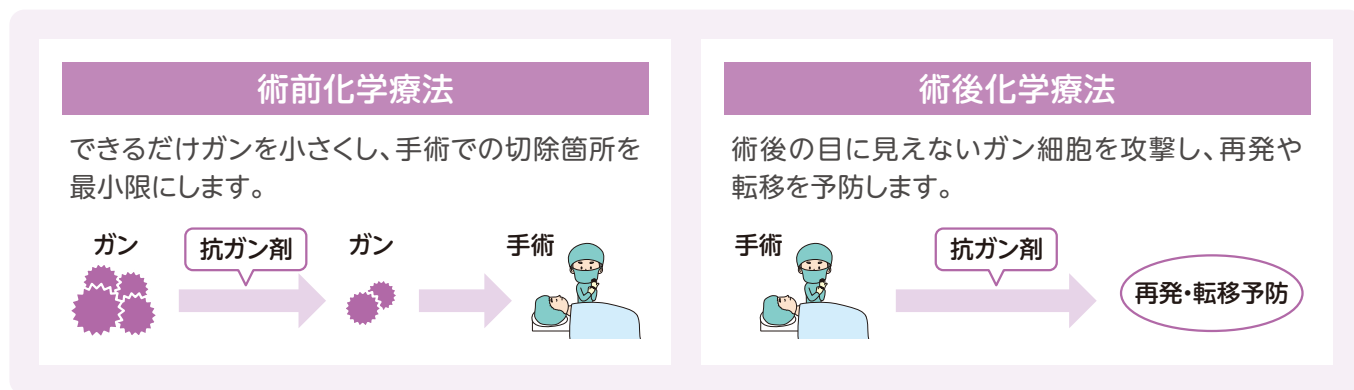 術前化学療法
できるだけガンを小さくし、手術での切除箇所を
最小限にします。
ガン
抗ガン剤
ガン
手術
術後化学療法
術後の目に見えないガン細胞を攻撃し、再発や
転移を予防します。
手術
抗ガン剤
再発・転移予防